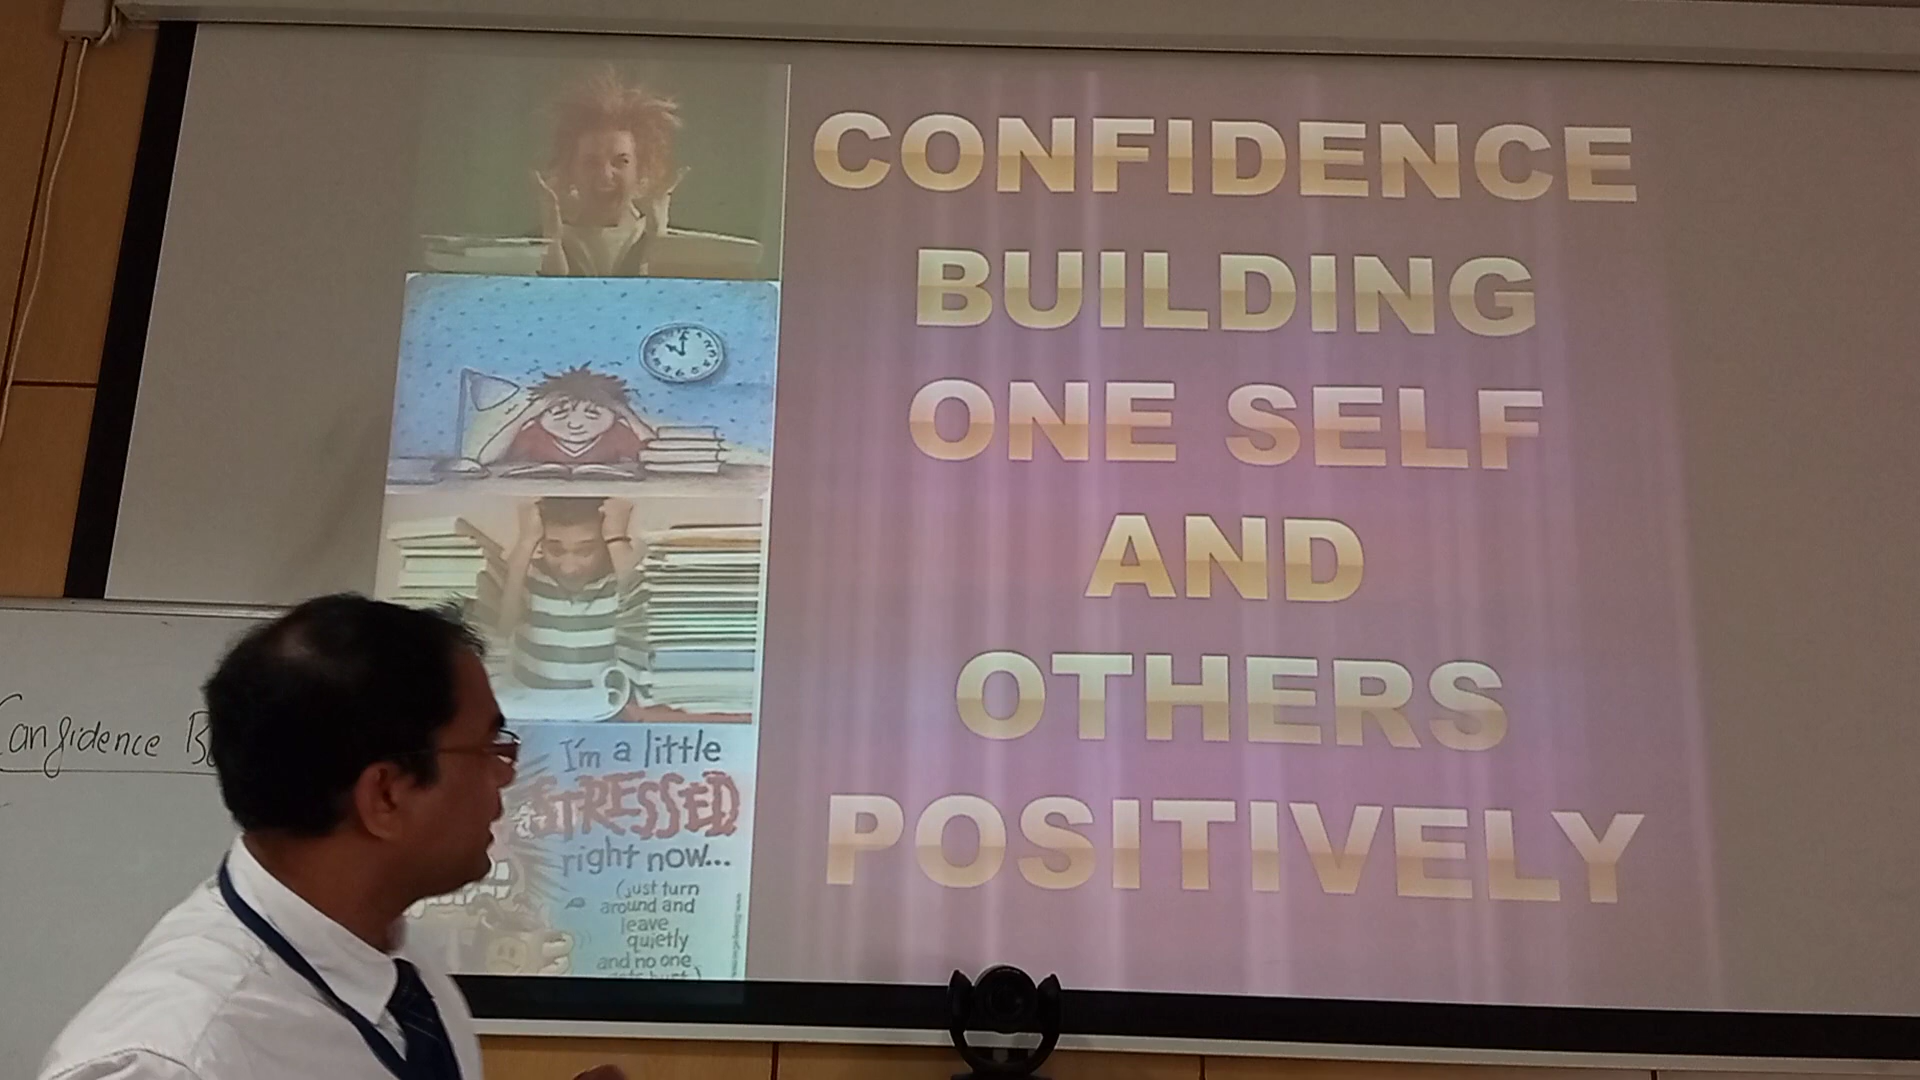 CONFIDENCE
BUILDING
ONE SELF
AND
OTHERS
POSITIVELY
I'm a little
STRESSED
right now...
(just turn
around and
leave
quietly
and no one
Confidence